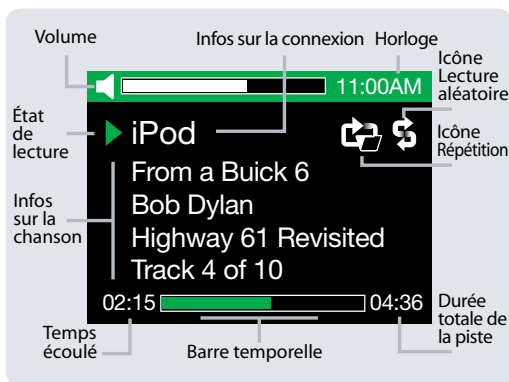 Volume
Infos sur la connexion
Horloge
11:00AM
Icône
Lecture
aléatoire
État
de
lecture
iPod
Icône
Répétition
From a Buick 6
Bob Dylan
Highway 61 Revisited
Track 4 of 10
Infos
sur la
chanson
02:15
04:36
Durée
totale de
la piste
Temps
écoulé
Barre temporelle